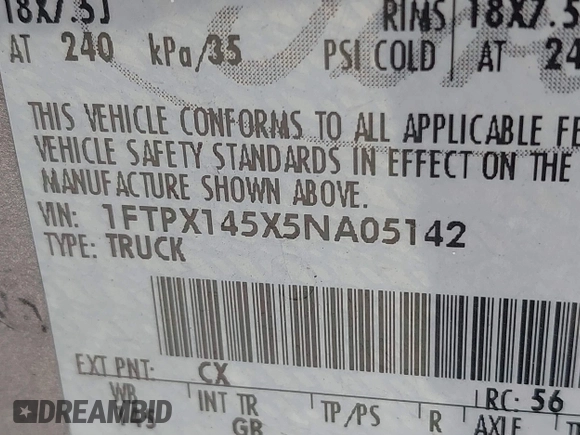 18X7.5J RIMS 18X7.5
AT 240 kPa/35 PSI COLD AT 24
THIS VEHICLE CONFORMS TO ALL APPLICABLE FE
VEHICLE SAFETY STANDARDS IN EFFECT ON THE
MANUFACTURE SHOWN ABOVE.
VIN: 1FTPX145X5NA05142
TYPE: TRUCK
EXT PNT: CX RC: 56
WB INT TR TP/PS R AXLE
GR
DREAMBID